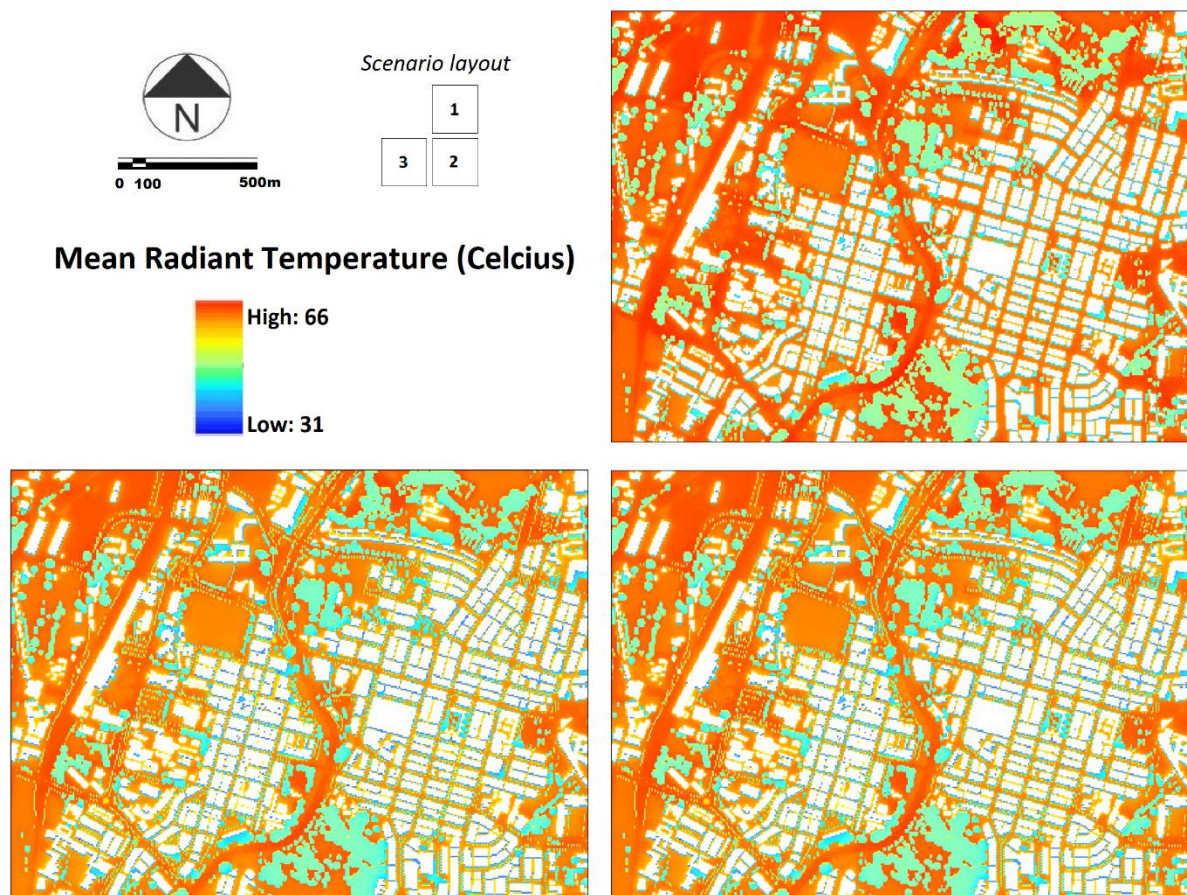 N
0 100 500m
Scenario layout
1
3 2
Mean Radiant Temperature (Celcius)
High: 66
Low: 31